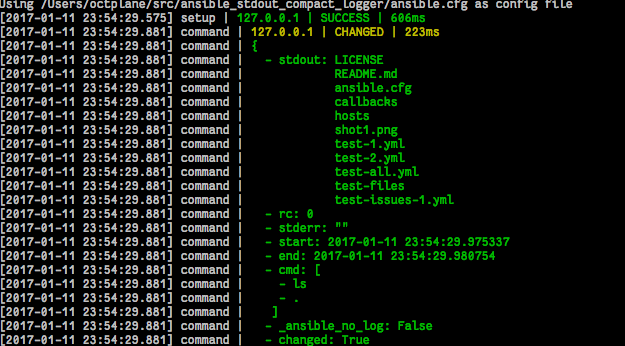 Using /Users/octplane/src/ansible_stdout_compact_logger/ansible.cfg as config file
[2017-01-11 23:54:29.575] setup | 127.0.0.1 | SUCCESS | 606ms
[2017-01-11 23:54:29.881] command | 127.0.0.1 | CHANGED | 223ms
[2017-01-11 23:54:29.881] command | {
[2017-01-11 23:54:29.881] command |   - stdout: LICENSE
[2017-01-11 23:54:29.881] command |             README.md
[2017-01-11 23:54:29.881] command |             ansible.cfg
[2017-01-11 23:54:29.881] command |             callbacks
[2017-01-11 23:54:29.881] command |             hosts
[2017-01-11 23:54:29.881] command |             shot1.png
[2017-01-11 23:54:29.881] command |             test-1.yml
[2017-01-11 23:54:29.881] command |             test-2.yml
[2017-01-11 23:54:29.881] command |             test-all.yml
[2017-01-11 23:54:29.881] command |             test-files
[2017-01-11 23:54:29.881] command |             test-issues-1.yml
[2017-01-11 23:54:29.881] command |   - rc: 0
[2017-01-11 23:54:29.881] command |   - stderr: ""
[2017-01-11 23:54:29.881] command |   - start: 2017-01-11 23:54:29.975337
[2017-01-11 23:54:29.881] command |   - end: 2017-01-11 23:54:29.980754
[2017-01-11 23:54:29.881] command |   - cmd: [
[2017-01-11 23:54:29.881] command |     - ls
[2017-01-11 23:54:29.881] command |     - .
[2017-01-11 23:54:29.881] command |    ]
[2017-01-11 23:54:29.881] command |   - _ansible_no_log: False
[2017-01-11 23:54:29.881] command |   - changed: True